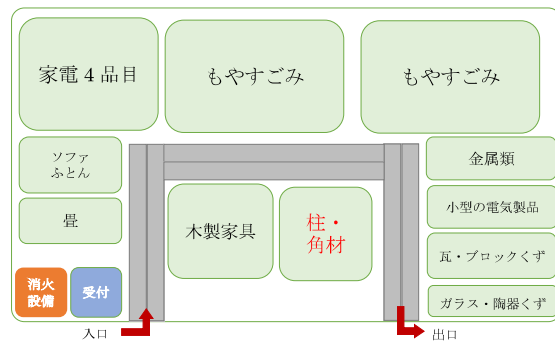 家電４品目
もやすごみ
もやすごみ
ソファ
ふとん
畳
木製家具
柱・
角材
金属類
小型の電気製品
瓦・ブロックくず
ガラス・陶器くず
消火
設備
受付
入口
出口